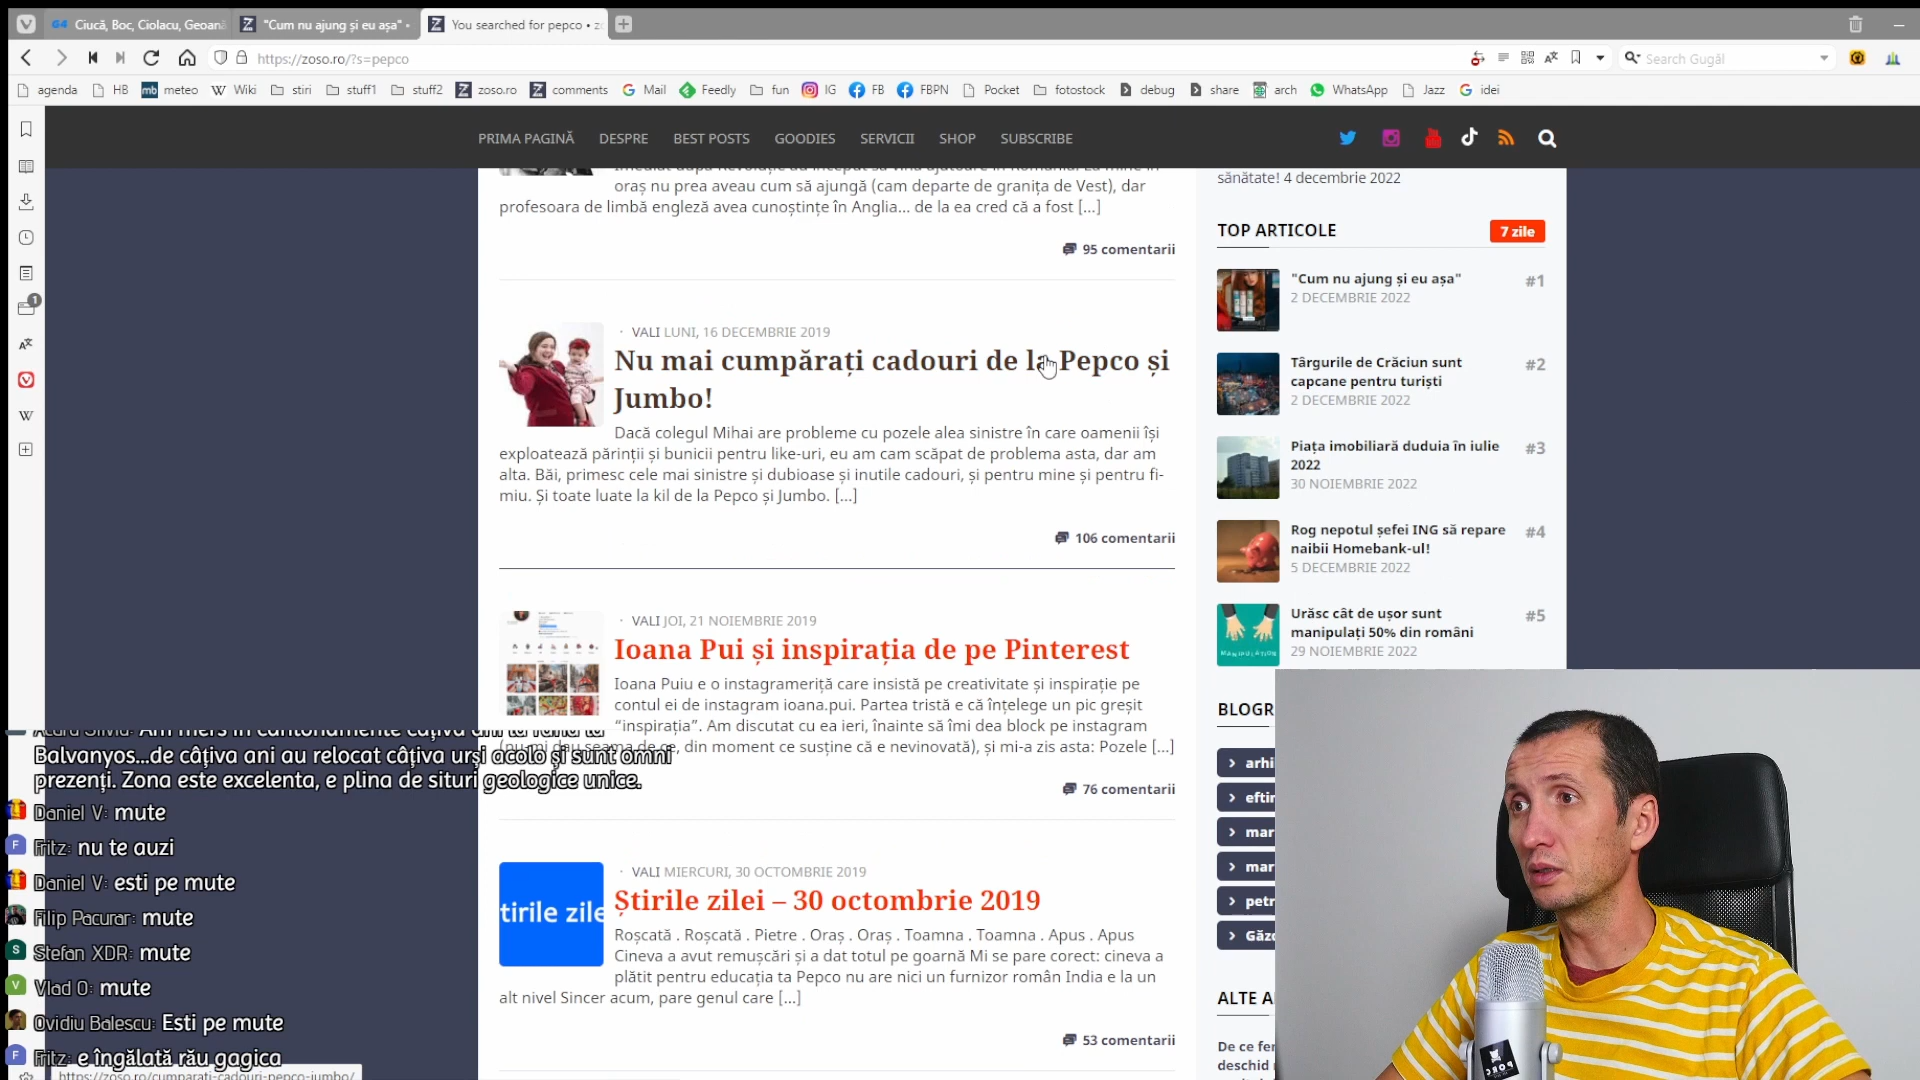 Ciucă, Boc, Ciolacu, Geoană
"Cum nu ajung și eu așa" •
You searched for pepco • zo
https://zoso.ro/?s=pepco
Search Gugăl
agenda
HB
meteo
Wiki
stiri
stuff1
stuff2
zoso.ro
comments
Mail
Feedly
fun
IG
FB
FBPN
Pocket
fotostock
debug
share
arch
WhatsApp
Jazz
idei
PRIMA PAGINĂ
DESPRE
BEST POSTS
GOODIES
SERVICII
SHOP
SUBSCRIBE
oraș nu prea aveau cum să ajungă (cam departe de granița de Vest), dar
profesoara de limbă engleză avea cunoștințe în Anglia... de la ea cred că a fost [...]
95 comentarii
· VALI LUNI, 16 DECEMBRIE 2019
Nu mai cumpărați cadouri de la Pepco și
Jumbo!
Dacă colegul Mihai are probleme cu pozele alea sinistre în care oamenii își
exploatează părinții și bunicii pentru like-uri, eu am cam scăpat de problema asta, dar am
alta. Băi, primesc cele mai sinistre și dubioase și inutile cadouri, și pentru mine și pentru fi-
miu. Și toate luate la kil de la Pepco și Jumbo. [...]
106 comentarii
· VALI JOI, 21 NOIEMBRIE 2019
Ioana Pui și inspirația de pe Pinterest
Ioana Puiu e o instagrameriță care insistă pe creativitate și inspirație pe
contul ei de instagram ioana.pui. Partea tristă e că înțelege un pic greșit
“inspirația”. Am discutat cu ea ieri, înainte să îmi dea block pe instagram
(nu-mi dau seama de ce, din moment ce susține că e nevinovată), și mi-a zis asta: Pozele [...]
76 comentarii
tirile zile
· VALI MIERCURI, 30 OCTOMBRIE 2019
Știrile zilei – 30 octombrie 2019
Roșcată . Roșcată . Pietre . Oraș . Oraș . Toamna . Toamna . Apus . Apus
Cineva a avut remușcări și a dat totul pe goarnă Mi se pare corect: cineva a
plătit pentru educația ta Pepco nu are nici un furnizor român India e la un
alt nivel Sincer acum, pare genul care [...]
53 comentarii
sănătate! 4 decembrie 2022
TOP ARTICOLE
7 zile
"Cum nu ajung și eu așa"
#1
2 DECEMBRIE 2022
Târgurile de Crăciun sunt
capcane pentru turiști
#2
2 DECEMBRIE 2022
Piața imobiliară duduia în iulie
2022
#3
30 NOIEMBRIE 2022
Rog nepotul șefei ING să repare
naibii Homebank-ul!
#4
5 DECEMBRIE 2022
Urăsc cât de ușor sunt
manipulați 50% din români
#5
29 NOIEMBRIE 2022
MANIPULATION
BLOGR
arhi
eftin
mar
mar
petr
Găzd
ALTE A
De ce fer
deschid
Balvanyos...de câțiva ani au relocat câțiva urși acolo și sunt omni
prezenți. Zona este excelenta, e plina de situri geologice unice.
Daniel V: mute
Fritz: nu te auzi
Daniel V: esti pe mute
Filip Pacurar: mute
Stefan XDR: mute
Vlad O: mute
Ovidiu Balescu: Esti pe mute
Fritz: e îngălată rău gagica
https://zoso.ro/cumparati-cadouri-pepco-jumbo/